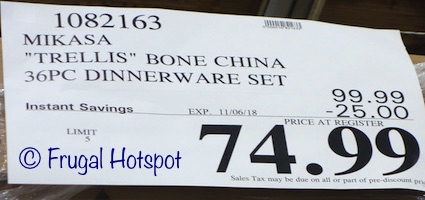 1082163
MIKASA
"TRELLIS" BONE CHINA
36PC DINNERWARE SET
99.99
Instant Savings EXP. 11/06/18 -25.00
PRICE AT REGISTER
LIMIT
5
74.99
Sales Tax may be due on all or part of pre-discount
© Frugal Hotspot